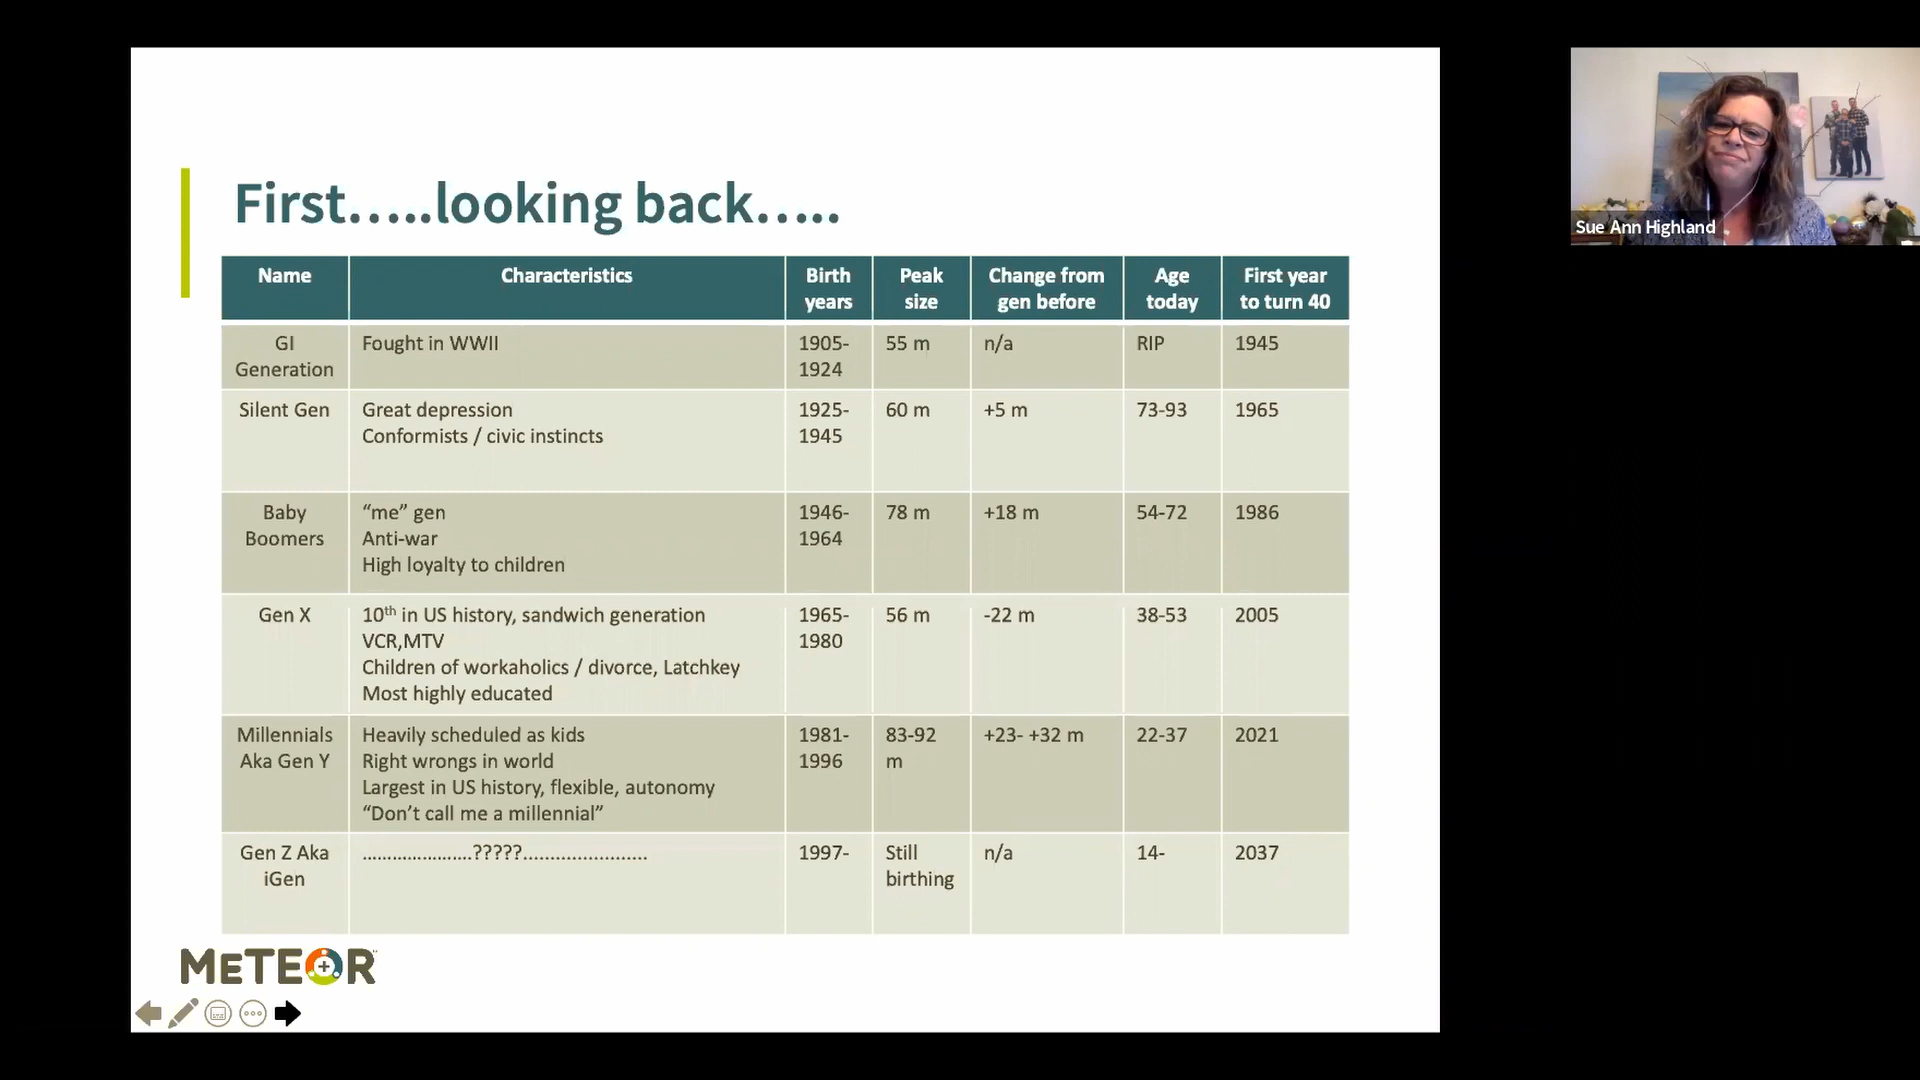 First.....looking back.....
Name Characteristics Birth years Peak size Change from gen before Age today First year to turn 40
GI Generation Fought in WWII 1905-1924 55 m n/a RIP 1945
Silent Gen Great depression
Conformists / civic instincts 1925-1945 60 m +5 m 73-93 1965
Baby Boomers “me” gen
Anti-war
High loyalty to children 1946-1964 78 m +18 m 54-72 1986
Gen X 10th in US history, sandwich generation
VCR,MTV
Children of workaholics / divorce, Latchkey
Most highly educated 1965-1980 56 m -22 m 38-53 2005
Millennials Aka Gen Y Heavily scheduled as kids
Right wrongs in world
Largest in US history, flexible, autonomy
“Don’t call me a millennial” 1981-1996 83-92 m +23- +32 m 22-37 2021
Gen Z Aka iGen .....................?????....................... 1997- Still birthing n/a 14- 2037
METEOR
Sue Ann Highland